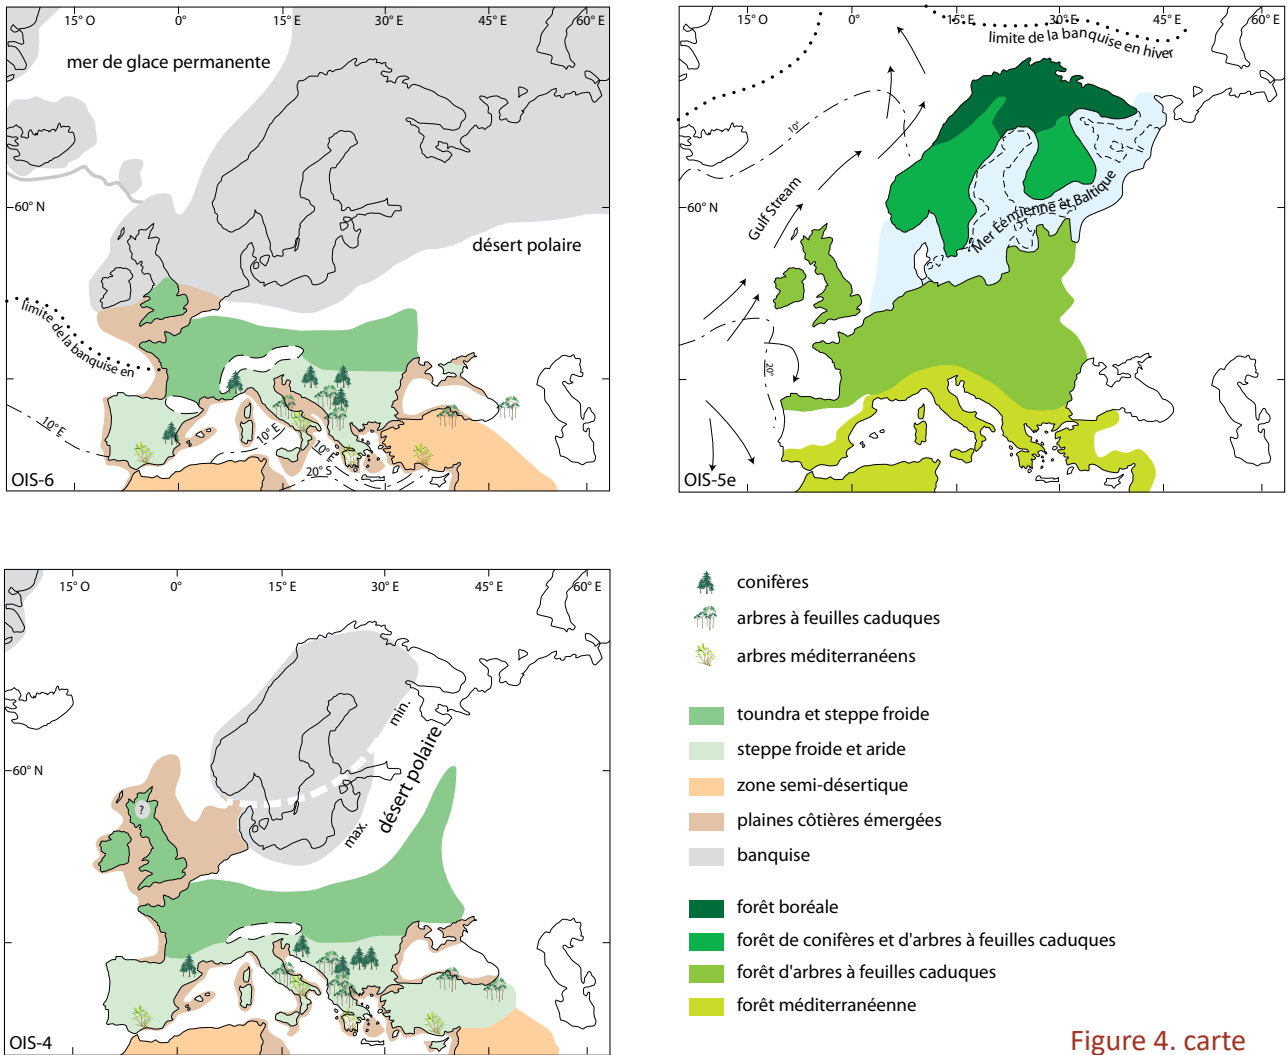 15° O 0° 15° E 30° E 45° E 60° E
mer de glace permanente
60° N
désert polaire
limite de la banquise en
10° E
10° E
10° E
20° S
OIS-6
15° O 0° 15° E 30° E 45° E 60° E
limite de la banquise en hiver
10°
60° N
Gulf Stream
Mer Éémienne et Baltique
20°
OIS-5e
15° O 0° 15° E 30° E 45° E 60° E
min.
60° N
désert polaire
?
max.
OIS-4
conifères
arbres à feuilles caduques
arbres méditerranéens
toundra et steppe froide
steppe froide et aride
zone semi-désertique
plaines côtières émergées
banquise
forêt boréale
forêt de conifères et d'arbres à feuilles caduques
forêt d'arbres à feuilles caduques
forêt méditerranéenne
Figure 4. carte